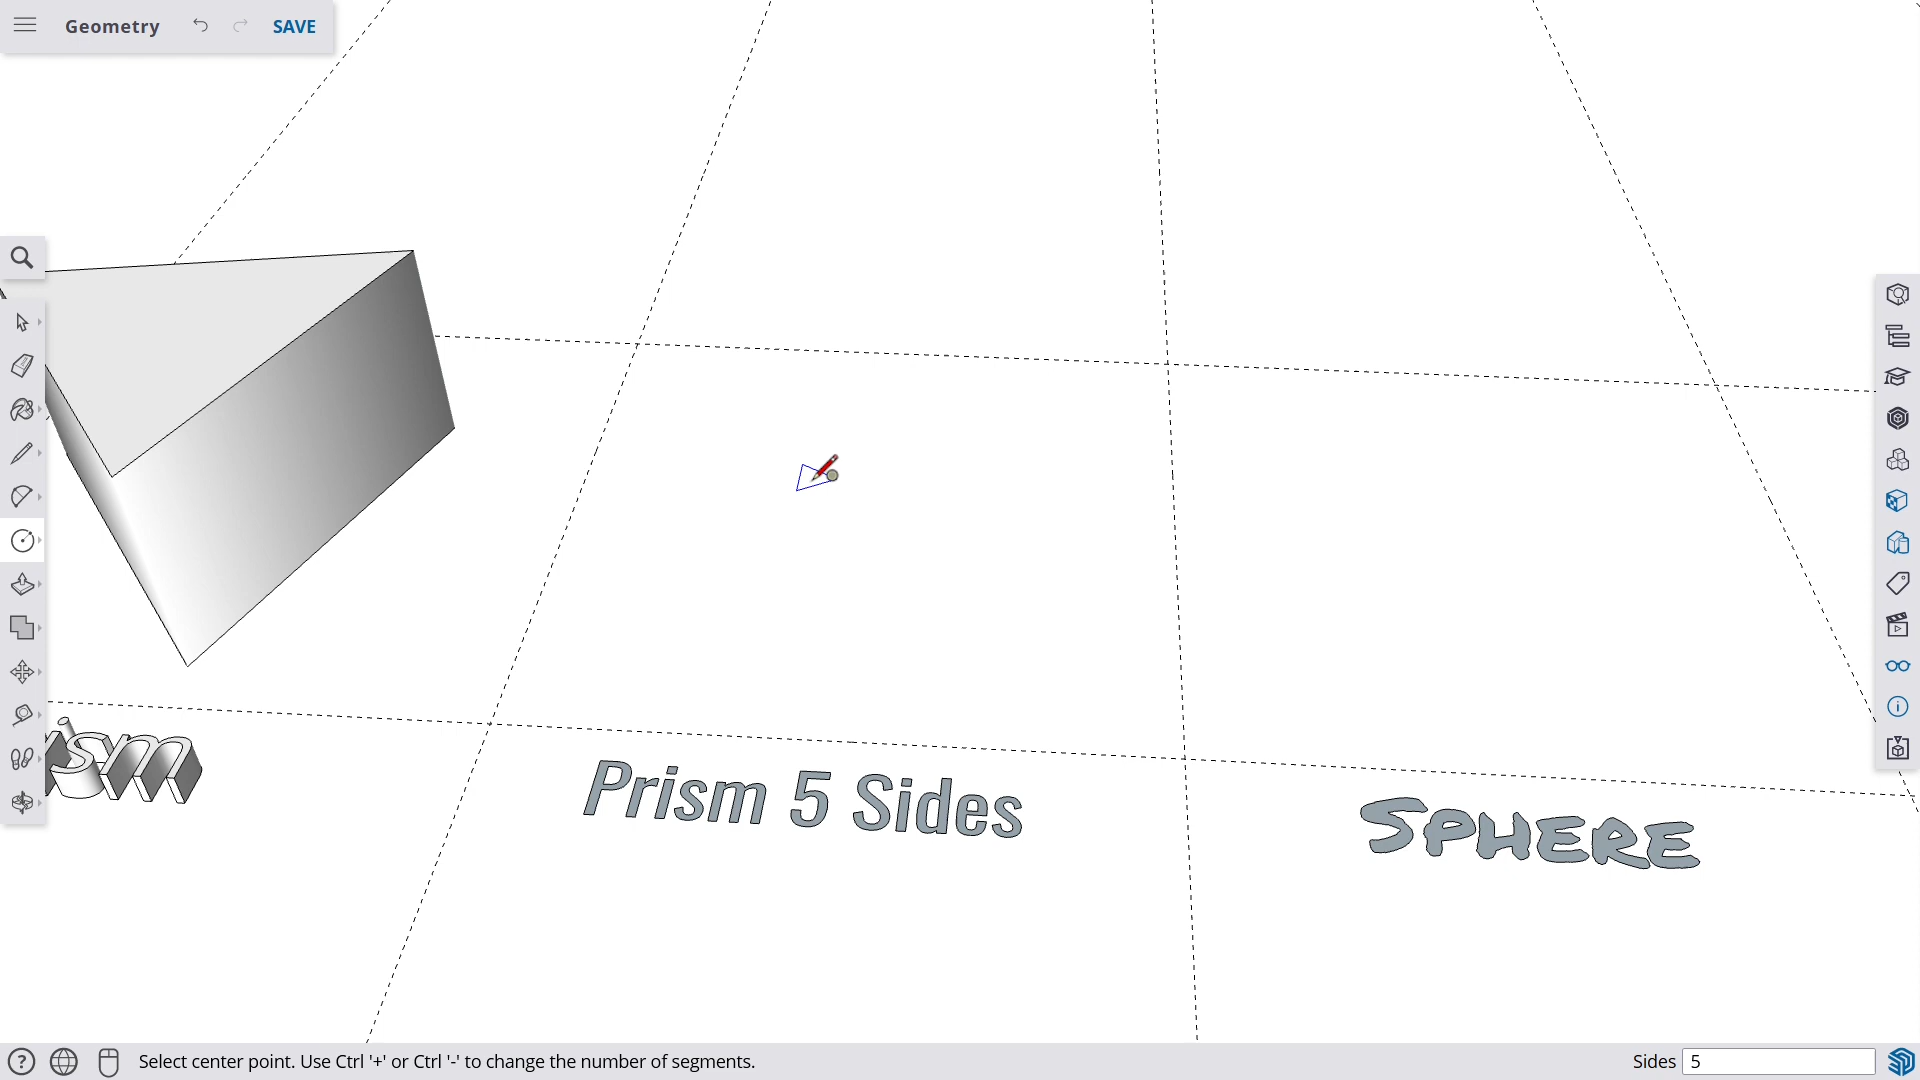 Geometry
SAVE
ism
Prism 5 Sides
SPHERE
Select center point. Use Ctrl '+' or Ctrl '-' to change the number of segments.
Sides 5